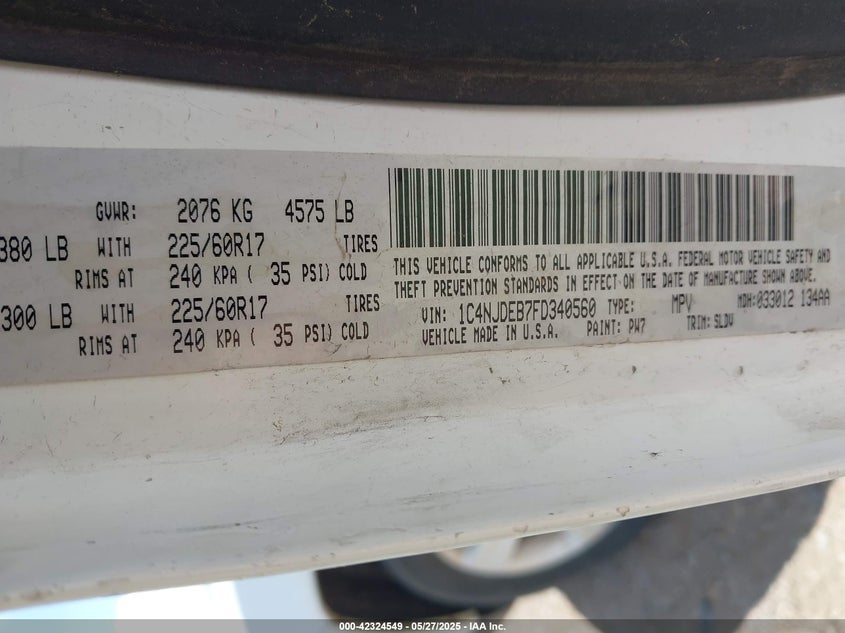 GVWR: 2076 KG 4575 LB
380 LB WITH 225/60R17 TIRES
RIMS AT 240 KPA ( 35 PSI) COLD
300 LB WITH 225/60R17 TIRES
RIMS AT 240 KPA ( 35 PSI) COLD
THIS VEHICLE CONFORMS TO ALL APPLICABLE U.S.A. FEDERAL MOTOR VEHICLE SAFETY AND
THEFT PREVENTION STANDARDS IN EFFECT ON THE DATE OF MANUFACTURE SHOWN ABOVE.
VIN: 1C4NJDEB7FD340560 TYPE: MPV MDH: 033012 134AA
VEHICLE MADE IN U.S.A. PAINT: PW7 TRIM: SLDV
000-42324549 - 05/27/2025 - IAA Inc.